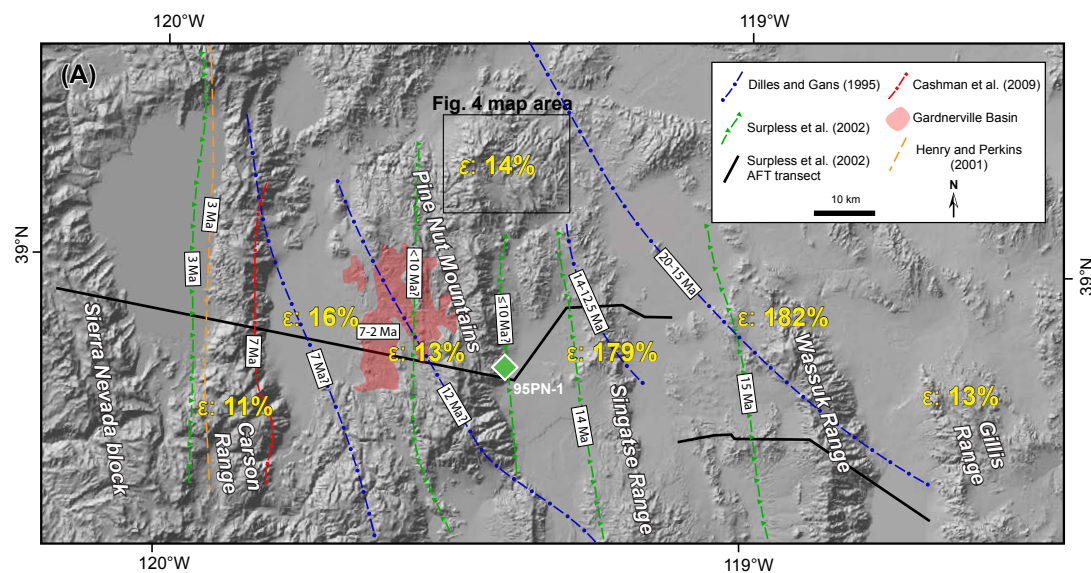 120°W
119°W
(A)
Fig. 4 map area
Dilles and Gans (1995)
Surpless et al. (2002)
Surpless et al. (2002)
AFT transect
Cashman et al. (2009)
Gardnerville Basin
Henry and Perkins
(2001)
10 km
N
39°N
39°N
ε: 14%
Pine Nut Mountains
3 Ma
3 Ma
<10 Ma?
20-15 Ma
14-12.5 Ma
≤10 Ma?
ε: 16%
7-2 Ma
ε: 13%
ε: 179%
ε: 182%
7 Ma
7 Ma?
12 Ma?
95PN-1
15 Ma
14 Ma
ε: 11%
ε: 13%
Sierra Nevada block
Carson
Range
Singatse Range
Wassuk Range
Gillis
Range
120°W
119°W